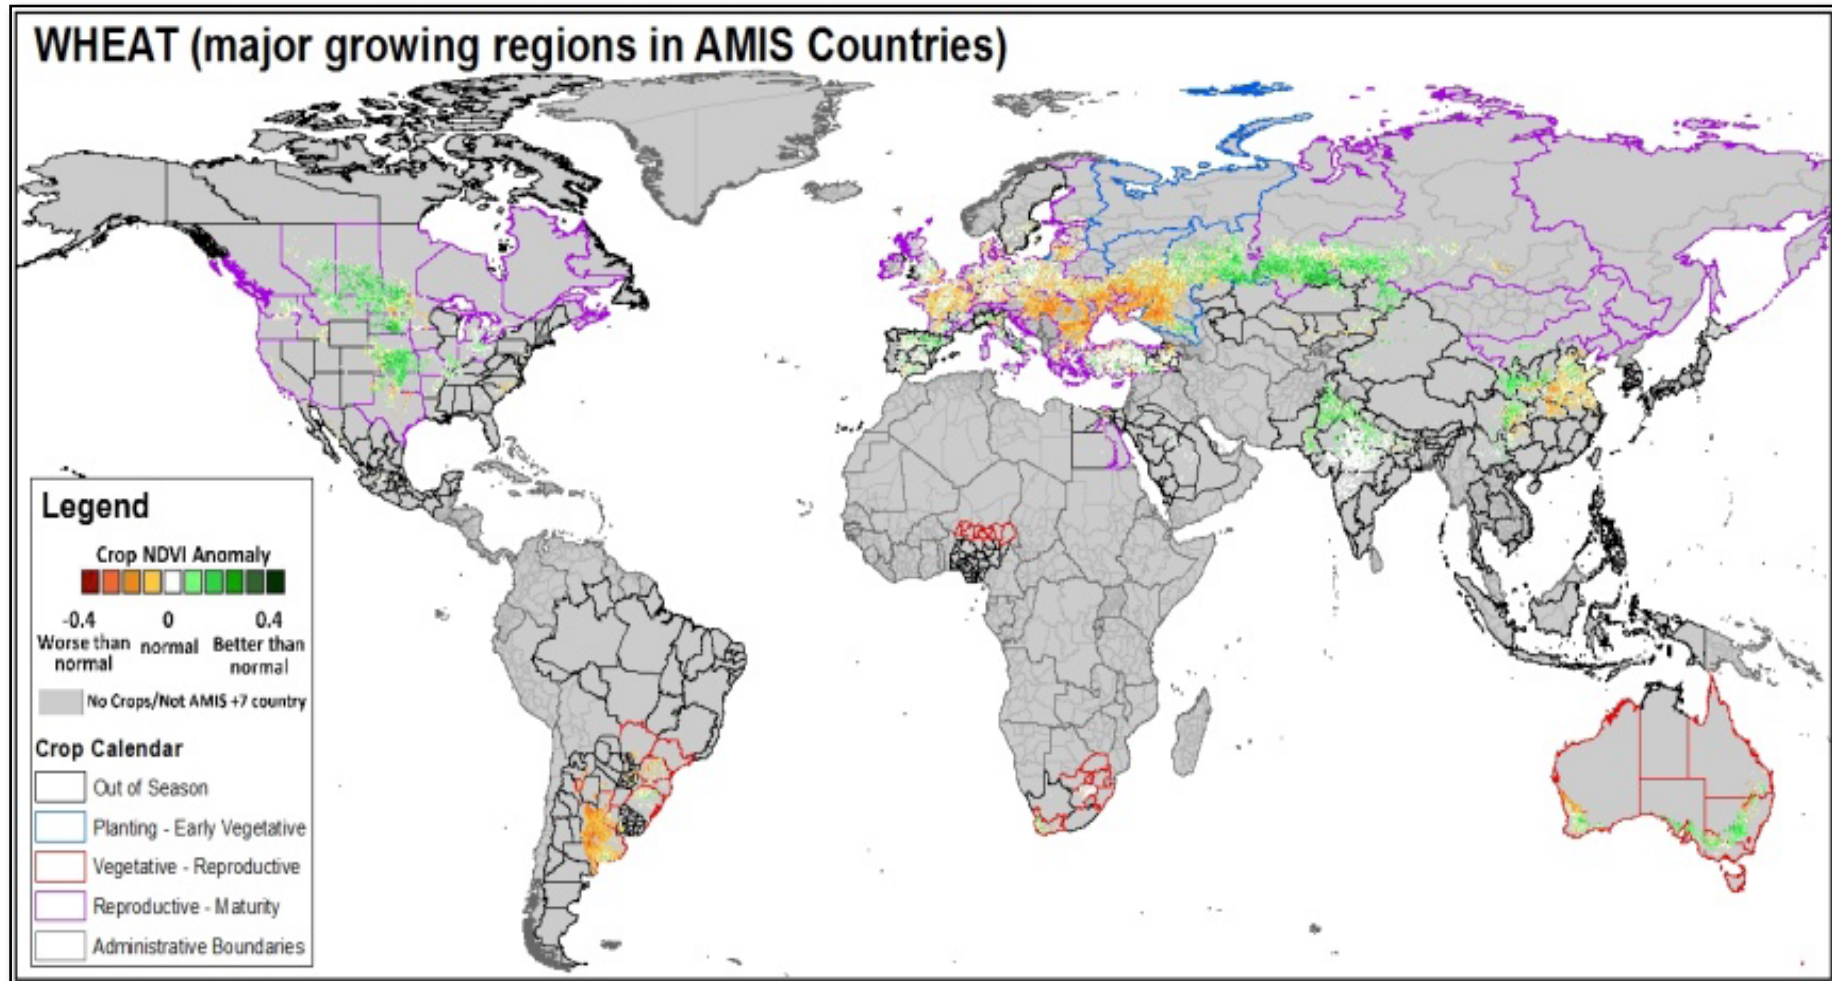 WHEAT (major growing regions in AMIS Countries)
Legend
Crop NDVI Anomaly
-0.4 0 0.4
Worse than normal Better than
normal normal
No Crops/Not AMIS +7 country
Crop Calendar
Out of Season
Planting - Early Vegetative
Vegetative - Reproductive
Reproductive - Maturity
Administrative Boundaries